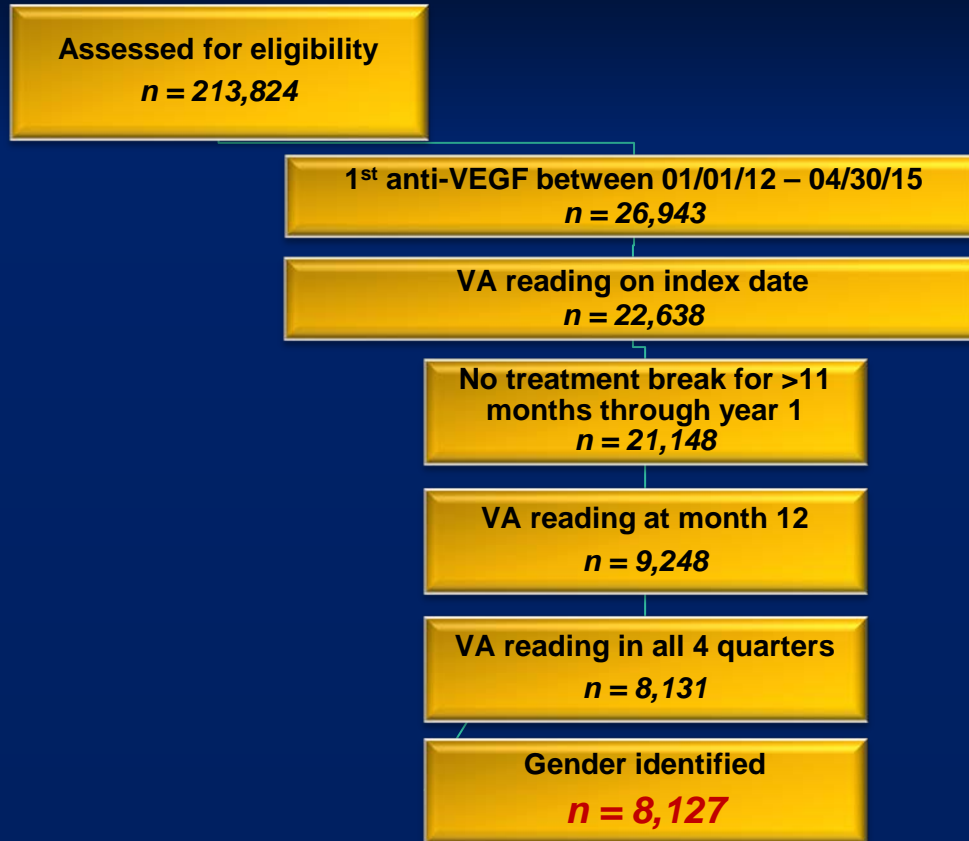 Assessed for eligibility
n = 213,824
1st anti-VEGF between 01/01/12 – 04/30/15
n = 26,943
VA reading on index date
n = 22,638
No treatment break for >11
months through year 1
n = 21,148
VA reading at month 12
n = 9,248
VA reading in all 4 quarters
n = 8,131
Gender identified
n = 8,127